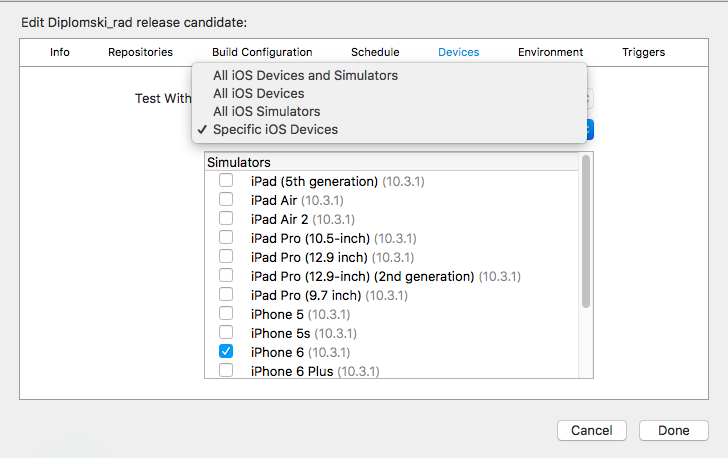 Edit Diplomski_rad release candidate:
Info Repositories Build Configuration Schedule Devices Environment Triggers
All iOS Devices and Simulators
Test With
All iOS Devices
All iOS Simulators
✓ Specific iOS Devices
Simulators
iPad (5th generation) (10.3.1)
iPad Air (10.3.1)
iPad Air 2 (10.3.1)
iPad Pro (10.5-inch) (10.3.1)
iPad Pro (12.9 inch) (10.3.1)
iPad Pro (12.9-inch) (2nd generation) (10.3.1)
iPad Pro (9.7 inch) (10.3.1)
iPhone 5 (10.3.1)
iPhone 5s (10.3.1)
iPhone 6 (10.3.1)
iPhone 6 Plus (10.3.1)
Cancel Done